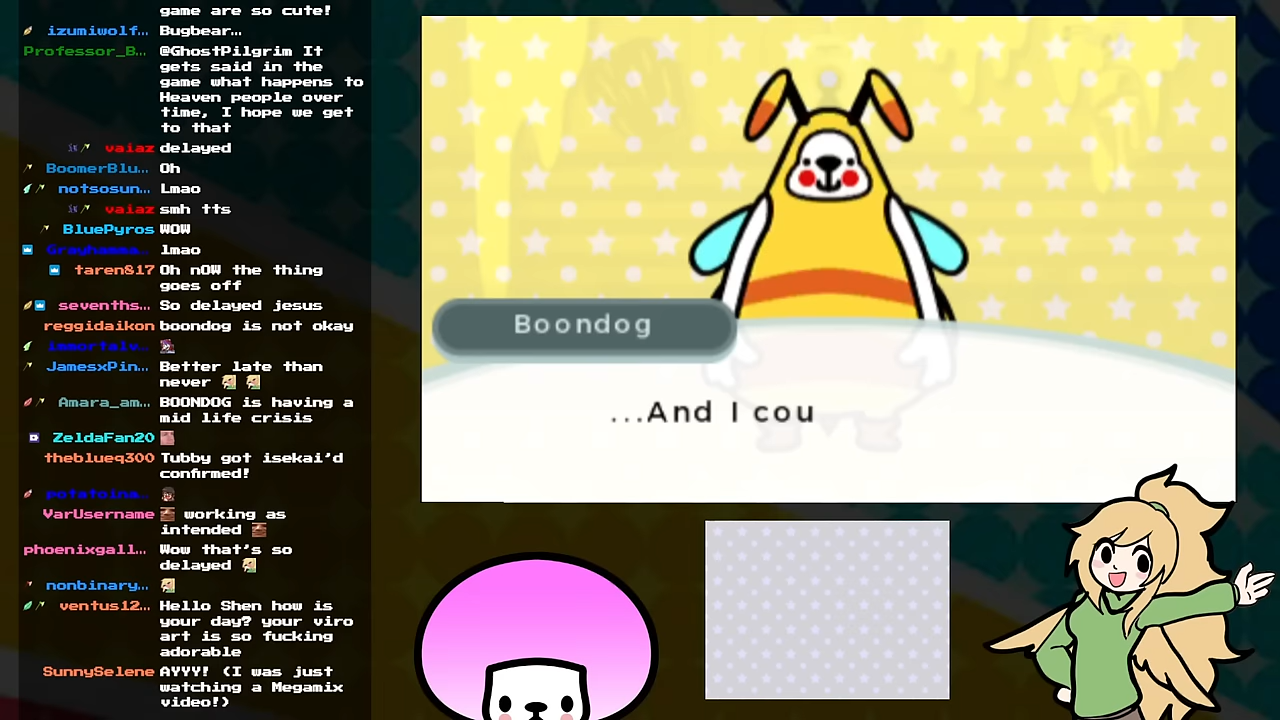 game are so cute!
izumiwolf… Bugbear…
Professor_B… @GhostPilgrim It
gets said in the
game what happens to
Heaven people over
time, I hope we get
to that
vaiaz delayed
BoomerBlu… Oh
notsosun… Lmao
vaiaz smh tts
BluePyros WOW
Grayhamma… lmao
taren817 Oh nOW the thing
goes off
sevenths… So delayed jesus
reggidaikon boondog is not okay
immortalv…
JamesxPin… Better late than
never
Amara_am… BOONDOG is having a
mid life crisis
ZeldaFan20
theblueq300 Tubby got isekai'd
confirmed!
potatoina…
VarUsername working as
intended
phoenixgall… Wow that's so
delayed
nonbinary…
ventus12… Hello Shen how is
your day? your viro
art is so fucking
adorable
SunnySelene AYYY! (I was just
watching a Megamix
video!)
Boondog
...And I cou